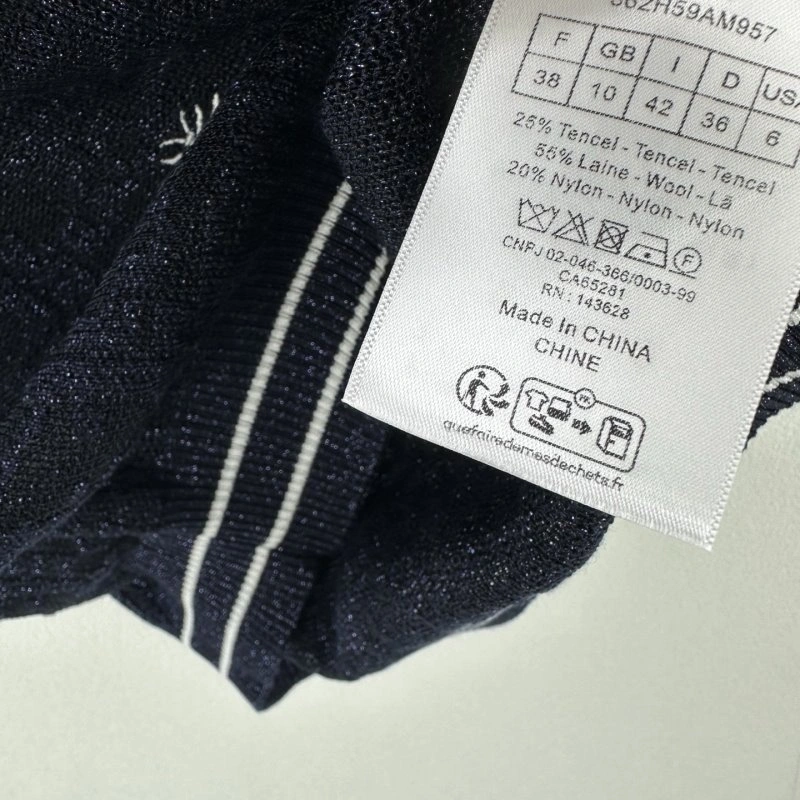 362H59AM957
F GB I D USA
38 10 42 36 6
25% Tencel - Tencel - Tencel
55% Laine - Wool - Lã
20% Nylon - Nylon - Nylon
F
CNPJ 02-046-366/0003-99
CA65281
RN : 143628
Made In CHINA
CHINE
FR
quefairedemesdechets.fr